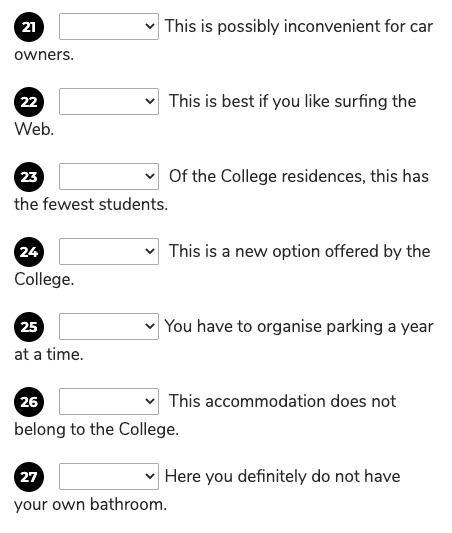 21 This is possibly inconvenient for car
owners.
22 This is best if you like surfing the
Web.
23 Of the College residences, this has
the fewest students.
24 This is a new option offered by the
College.
25 You have to organise parking a year
at a time.
26 This accommodation does not
belong to the College.
27 Here you definitely do not have
your own bathroom.